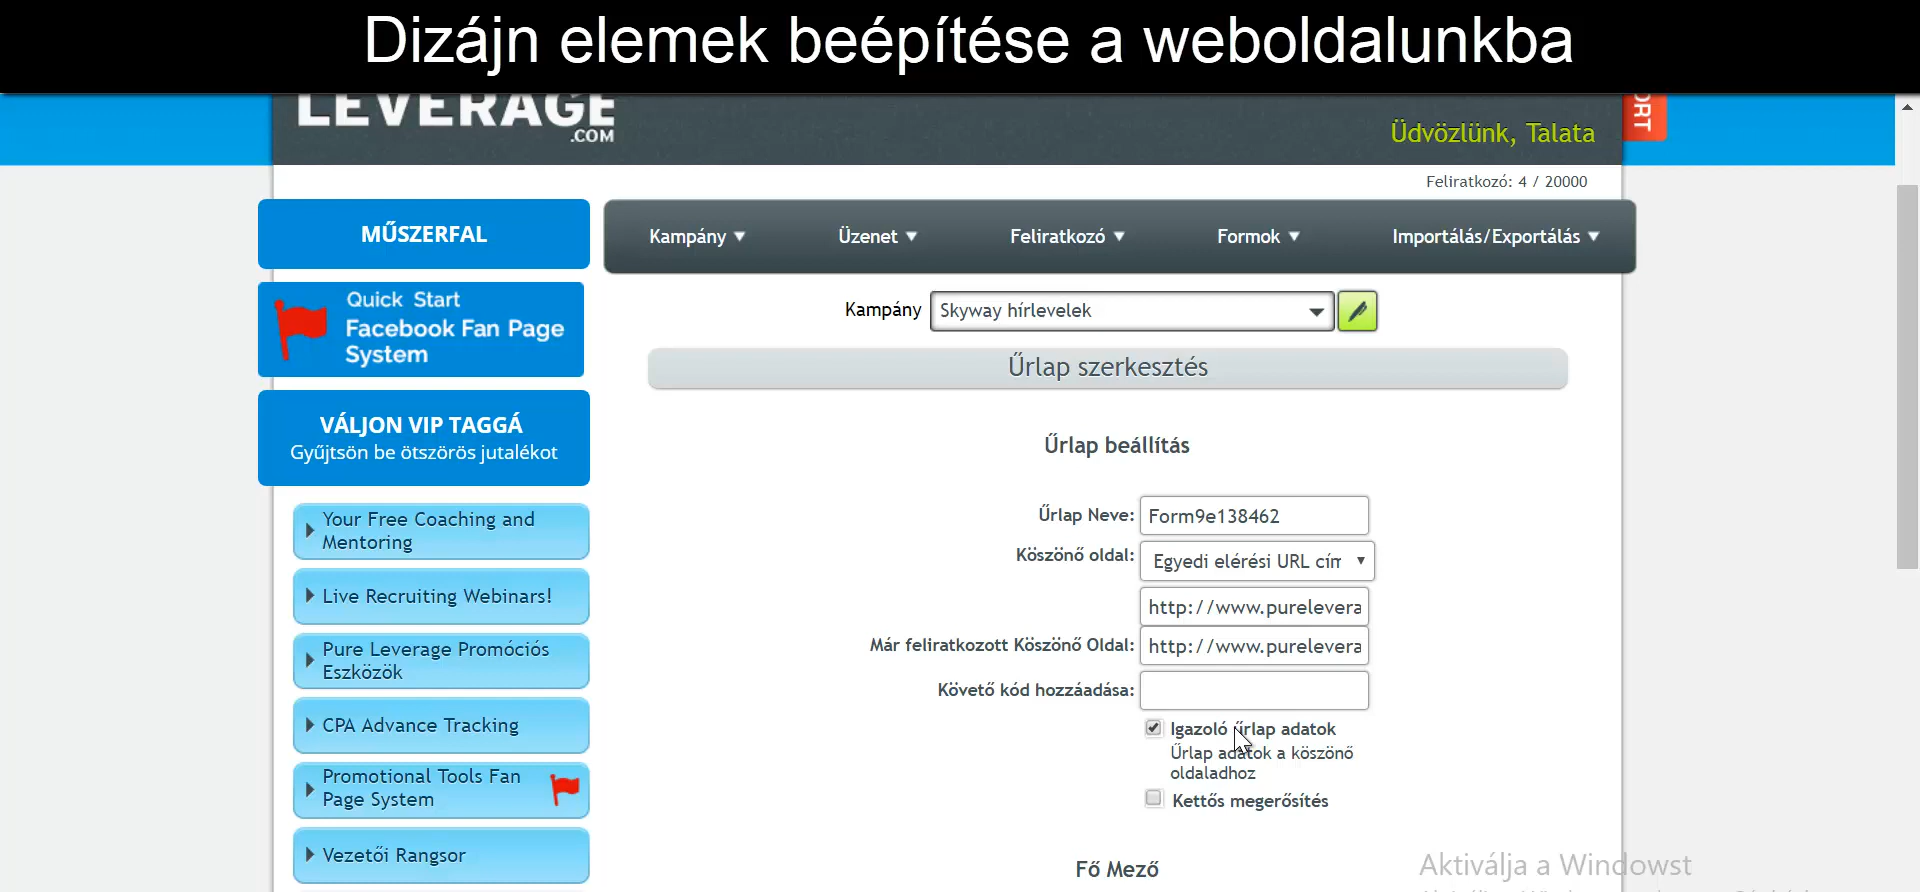 Dizájn elemek beépítése a weboldalunkba
LEVERAGE
.COM
ORT
Üdvözlünk, Talata
Feliratkozó: 4 / 20000
MŰSZERFAL
Kampány
Üzenet
Feliratkozó
Formok
Importálás/Exportálás
Quick Start
Facebook Fan Page
System
Kampány
Skyway hírlevelek
Űrlap szerkesztés
VÁLJON VIP TAGGÁ
Gyűjtsön be ötszörös jutalékot
Űrlap beállítás
Your Free Coaching and
Mentoring
Live Recruiting Webinars!
Pure Leverage Promóciós
Eszközök
CPA Advance Tracking
Promotional Tools Fan
Page System
Vezetői Rangsor
Űrlap Neve: Form9e138462
Köszönő oldal: Egyedi elérési URL cím
http://www.purelevera
Már feliratkozott Köszönő Oldal: http://www.purelevera
Követő kód hozzáadása:
Igazoló űrlap adatok
Űrlap adatok a köszönő
oldaladhoz
Kettős megerősítés
Fő Mező
Aktiválja a Windowst